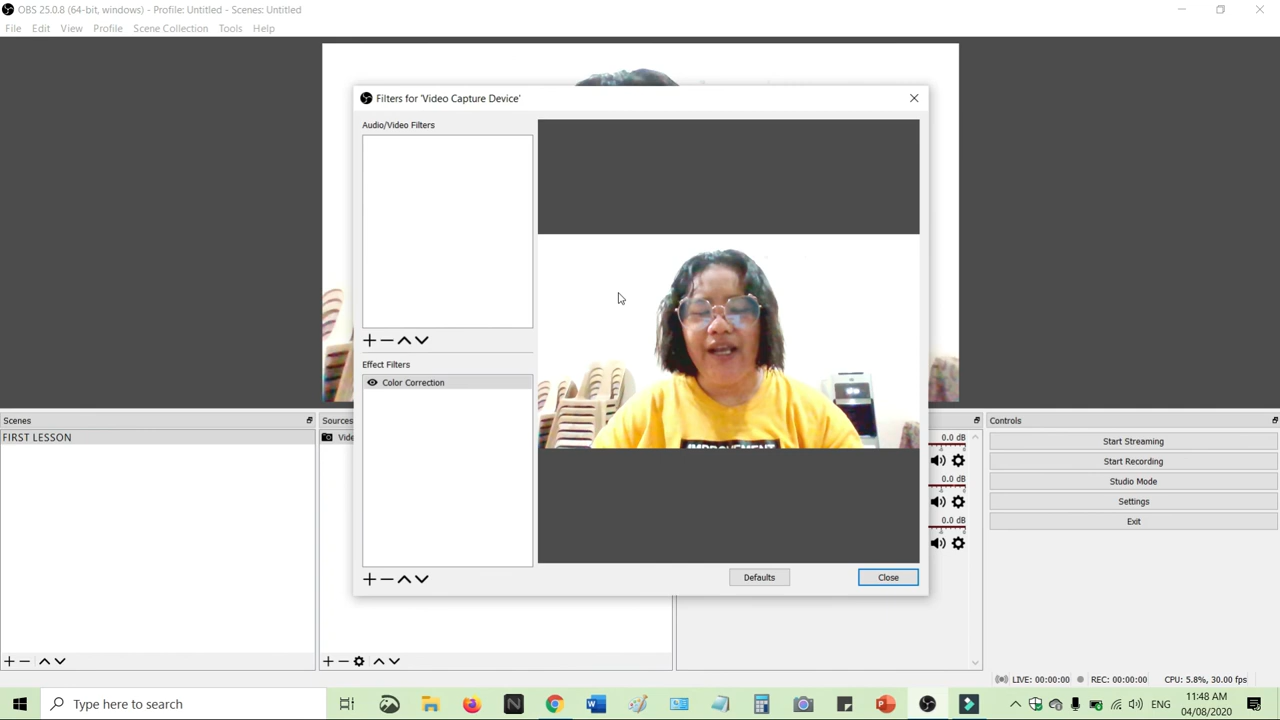 OBS 25.0.8 (64-bit, windows) - Profile: Untitled - Scenes: Untitled
File Edit View Profile Scene Collection Tools Help
Filters for 'Video Capture Device'
Audio/Video Filters
Effect Filters
Color Correction
IMPROVEMENT
Defaults Close
Scenes
FIRST LESSON
Sources
Vide
0.0 dB
0.0 dB
0.0 dB
Controls
Start Streaming
Start Recording
Studio Mode
Settings
Exit
LIVE: 00:00:00 REC: 00:00:00 CPU: 5.8%, 30.00 fps
Type here to search
ENG
11:48 AM
04/08/2020